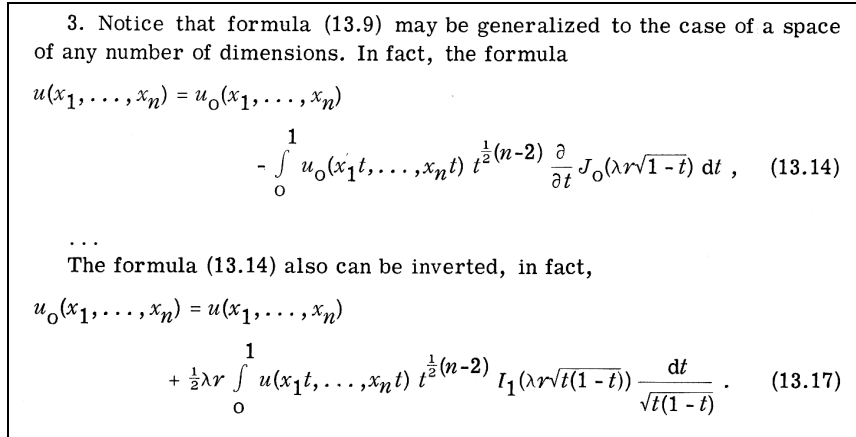 3. Notice that formula (13.9) may be generalized to the case of a space
of any number of dimensions. In fact, the formula
u(x₁, . . . , xₙ) = u₀(x₁, . . . , xₙ)
- ∫₀¹ u₀(x₁t, . . . , xₙt) t^{½(n-2)} ∂/∂t J₀(λr√(1 - t)) dt , (13.14)
. . .
The formula (13.14) also can be inverted, in fact,
u₀(x₁, . . . , xₙ) = u(x₁, . . . , xₙ)
+ ½λr ∫₀¹ u(x₁t, . . . , xₙt) t^{½(n-2)} I₁(λr√(t(1 - t))) dt/√(t(1 - t)) . (13.17)